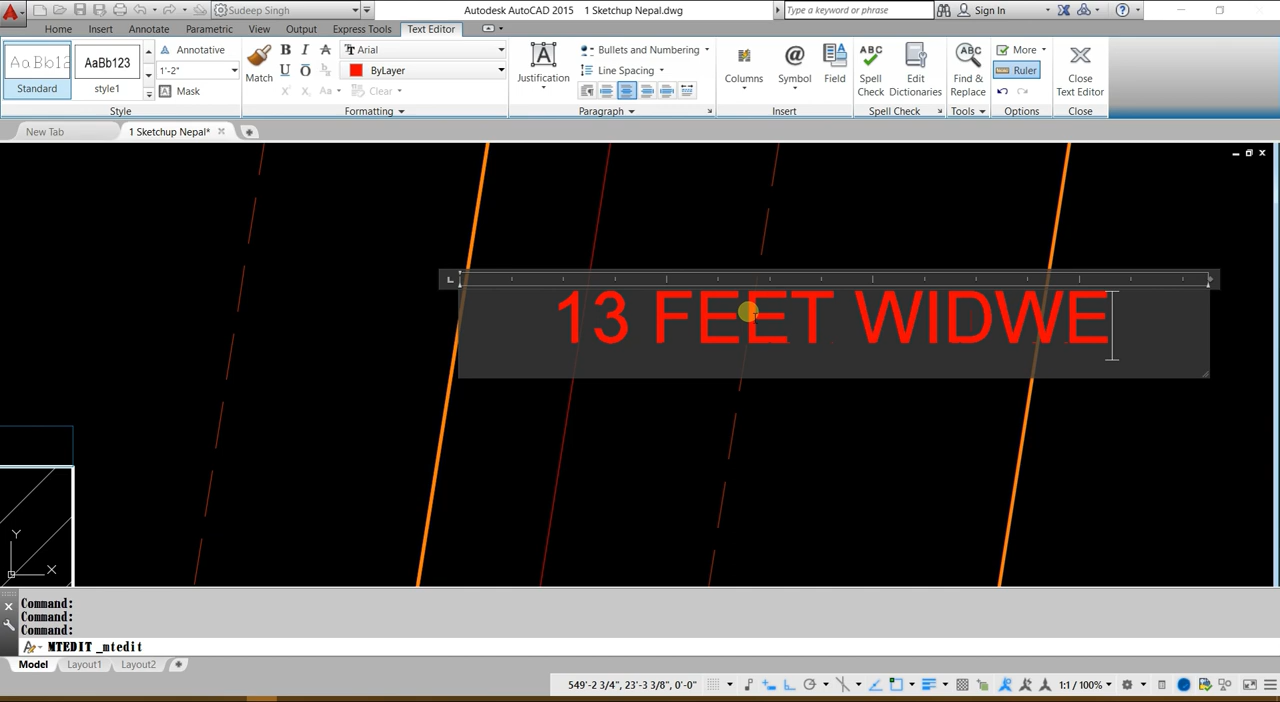 Sudeep Singh
Autodesk AutoCAD 2015 1 Sketchup Nepal.dwg
Type a keyword or phrase
Sign In
Home Insert Annotate Parametric View Output Express Tools Text Editor
AaBb12 AaBb123
Standard style1
Annotative
1'-2"
Mask
Style
Match
B I A
U O
Aa
Arial
ByLayer
Clear
Formatting
Justification
Bullets and Numbering
Line Spacing
Paragraph
Columns
Symbol
Field
Insert
Spell Check
Edit Dictionaries
Spell Check
Find & Replace
Tools
More
Ruler
Options
Close Text Editor
Close
New Tab 1 Sketchup Nepal*
13 FEET WIDWE
Y
X
Command:
Command:
Command:
MTEDIT _mtedit
Model Layout1 Layout2
549'-2 3/4", 23'-3 3/8", 0'-0"
1:1 / 100%